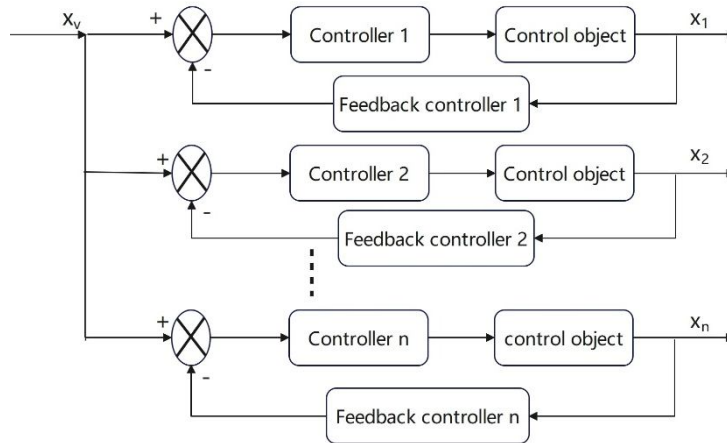 xv + Controller 1 Control object x1
-
Feedback controller 1
+ Controller 2 Control object x2
-
Feedback controller 2
+ Controller n control object xn
-
Feedback controller n